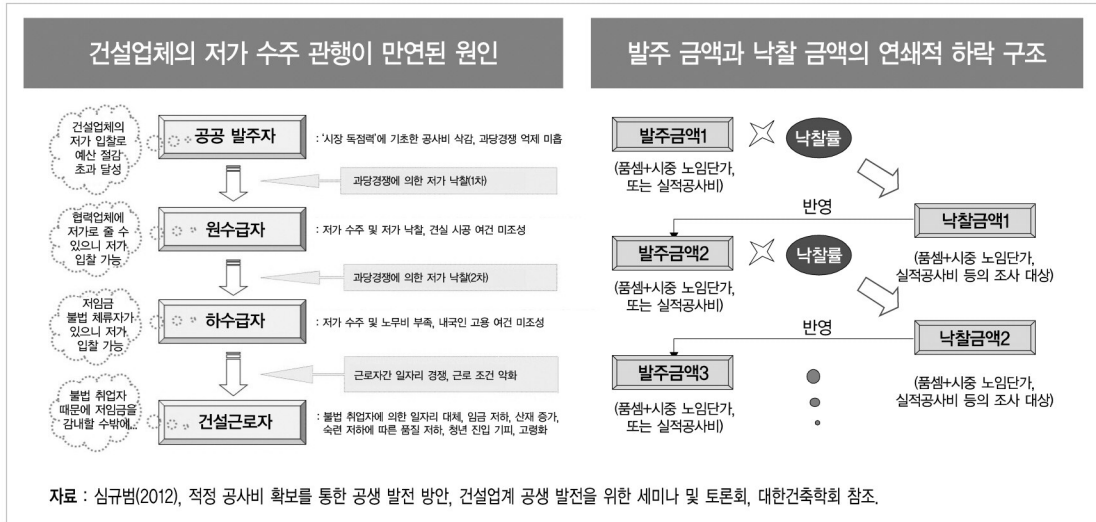 건설업체의 저가 수주 관행이 만연된 원인
건설업체의
저가 입찰로
예산 절감
초과 달성
공공 발주자
: '시장 독점력'에 기초한 공사비 삭감, 과당경쟁 억제 미흡
과당경쟁에 의한 저가 낙찰(1차)
협력업체에
저가로 줄 수
있으니 저가
입찰 가능
원수급자
: 저가 수주 및 저가 낙찰, 견실 시공 여건 미조성
과당경쟁에 의한 저가 낙찰(2차)
저임금
불법 체류자가
있으니 저가
입찰 가능
하수급자
: 저가 수주 및 노무비 부족, 내국인 고용 여건 미조성
근로자간 일자리 경쟁, 근로 조건 악화
불법 취업자
때문에 저임금을
감내할 수밖에...
건설근로자
: 불법 취업자에 의한 일자리 대체, 임금 저하, 산재 증가,
숙련 저하에 따른 품질 저하, 청년 진입 기피, 고령화
발주 금액과 낙찰 금액의 연쇄적 하락 구조
발주금액1
낙찰률
(품셈+시중 노임단가,
또는 실적공사비)
반영
낙찰금액1
(품셈+시중 노임단가,
실적공사비 등의 조사 대상)
발주금액2
낙찰률
(품셈+시중 노임단가,
또는 실적공사비)
반영
낙찰금액2
(품셈+시중 노임단가,
실적공사비 등의 조사 대상)
발주금액3
(품셈+시중 노임단가,
또는 실적공사비)
자료 : 심규범(2012), 적정 공사비 확보를 통한 공생 발전 방안, 건설업계 공생 발전을 위한 세미나 및 토론회, 대한건축학회 참조.